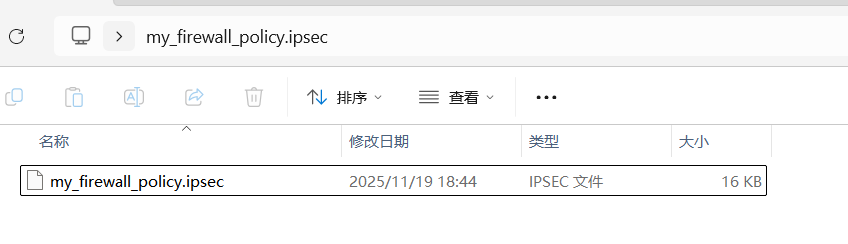 my_firewall_policy.ipsec
排序 查看
名称 修改日期 类型 大小
my_firewall_policy.ipsec 2025/11/19 18:44 IPSEC 文件 16 KB